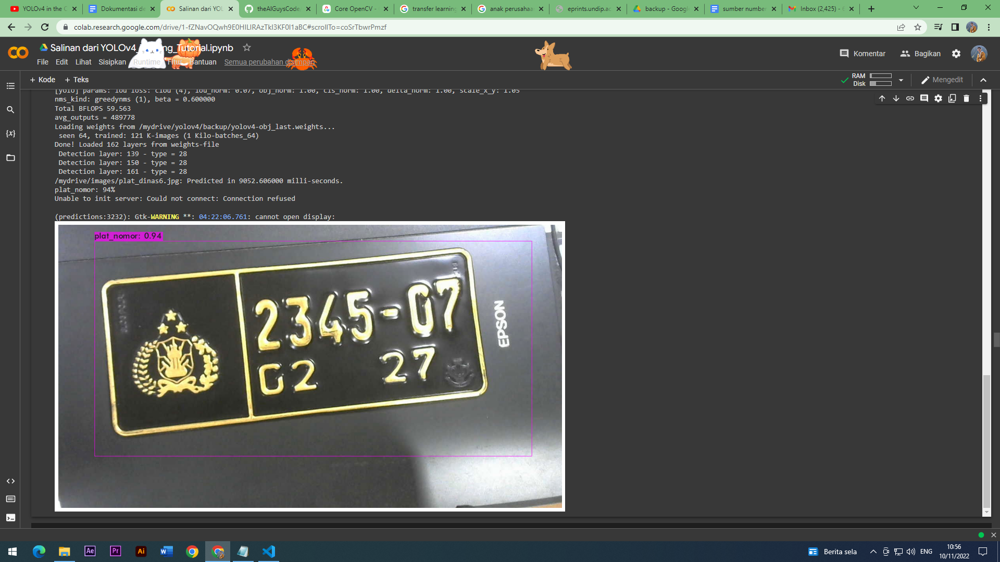 YOLOv4 in the C
Dokumentasi de
Salinan dari YOL
theAIGuysCode
Core OpenCV -
transfer learning
anak perusahaa
eprints.undip.ac
backup - Google
sumber number
Inbox (2,425) - 6
colab.research.google.com/drive/1-fZNavOQwh9E0HILIRAzTkI3KF0I1aBC#scrollTo=coSrTbwrPmzf
Salinan dari YOLOv4_ ng_Tutorial.ipynb
File Edit Lihat Sisipkan Runtime Fitur Bantuan Semua perubahan disimpan
Komentar Bagikan
+ Kode + Teks
RAM
Disk
Mengedit
[yolo] params: iou loss: ciou (4), iou_norm: 0.07, obj_norm: 1.00, cls_norm: 1.00, delta_norm: 1.00, scale_x_y: 1.05
nms_kind: greedynms (1), beta = 0.600000
Total BFLOPS 59.563
avg_outputs = 489778
Loading weights from /mydrive/yolov4/backup/yolov4-obj_last.weights...
seen 64, trained: 121 K-images (1 Kilo-batches_64)
Done! Loaded 162 layers from weights-file
Detection layer: 139 - type = 28
Detection layer: 150 - type = 28
Detection layer: 161 - type = 28
/mydrive/images/plat_dinas6.jpg: Predicted in 9052.606000 milli-seconds.
plat_nomor: 94%
Unable to init server: Could not connect: Connection refused
(predictions:3232): Gtk-WARNING **: 04:22:06.761: cannot open display:
plat_nomor: 0.94
2345-07
G2 27
EPSON
Berita sela
ENG
10:56
10/11/2022